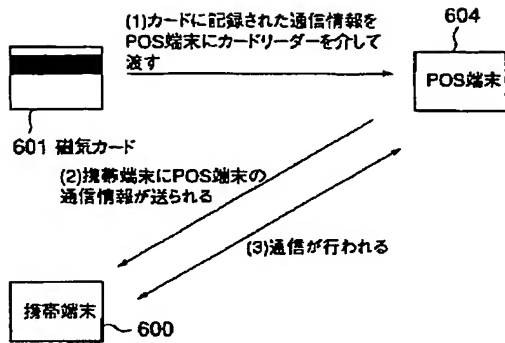 (1)カードに記録された通信情報を
POS端末にカードリーダーを介して
渡す
604
POS端末
601 磁気カード
(2)携帯端末にPOS端末の
通信情報が送られる
(3)通信が行われる
携帯端末
600